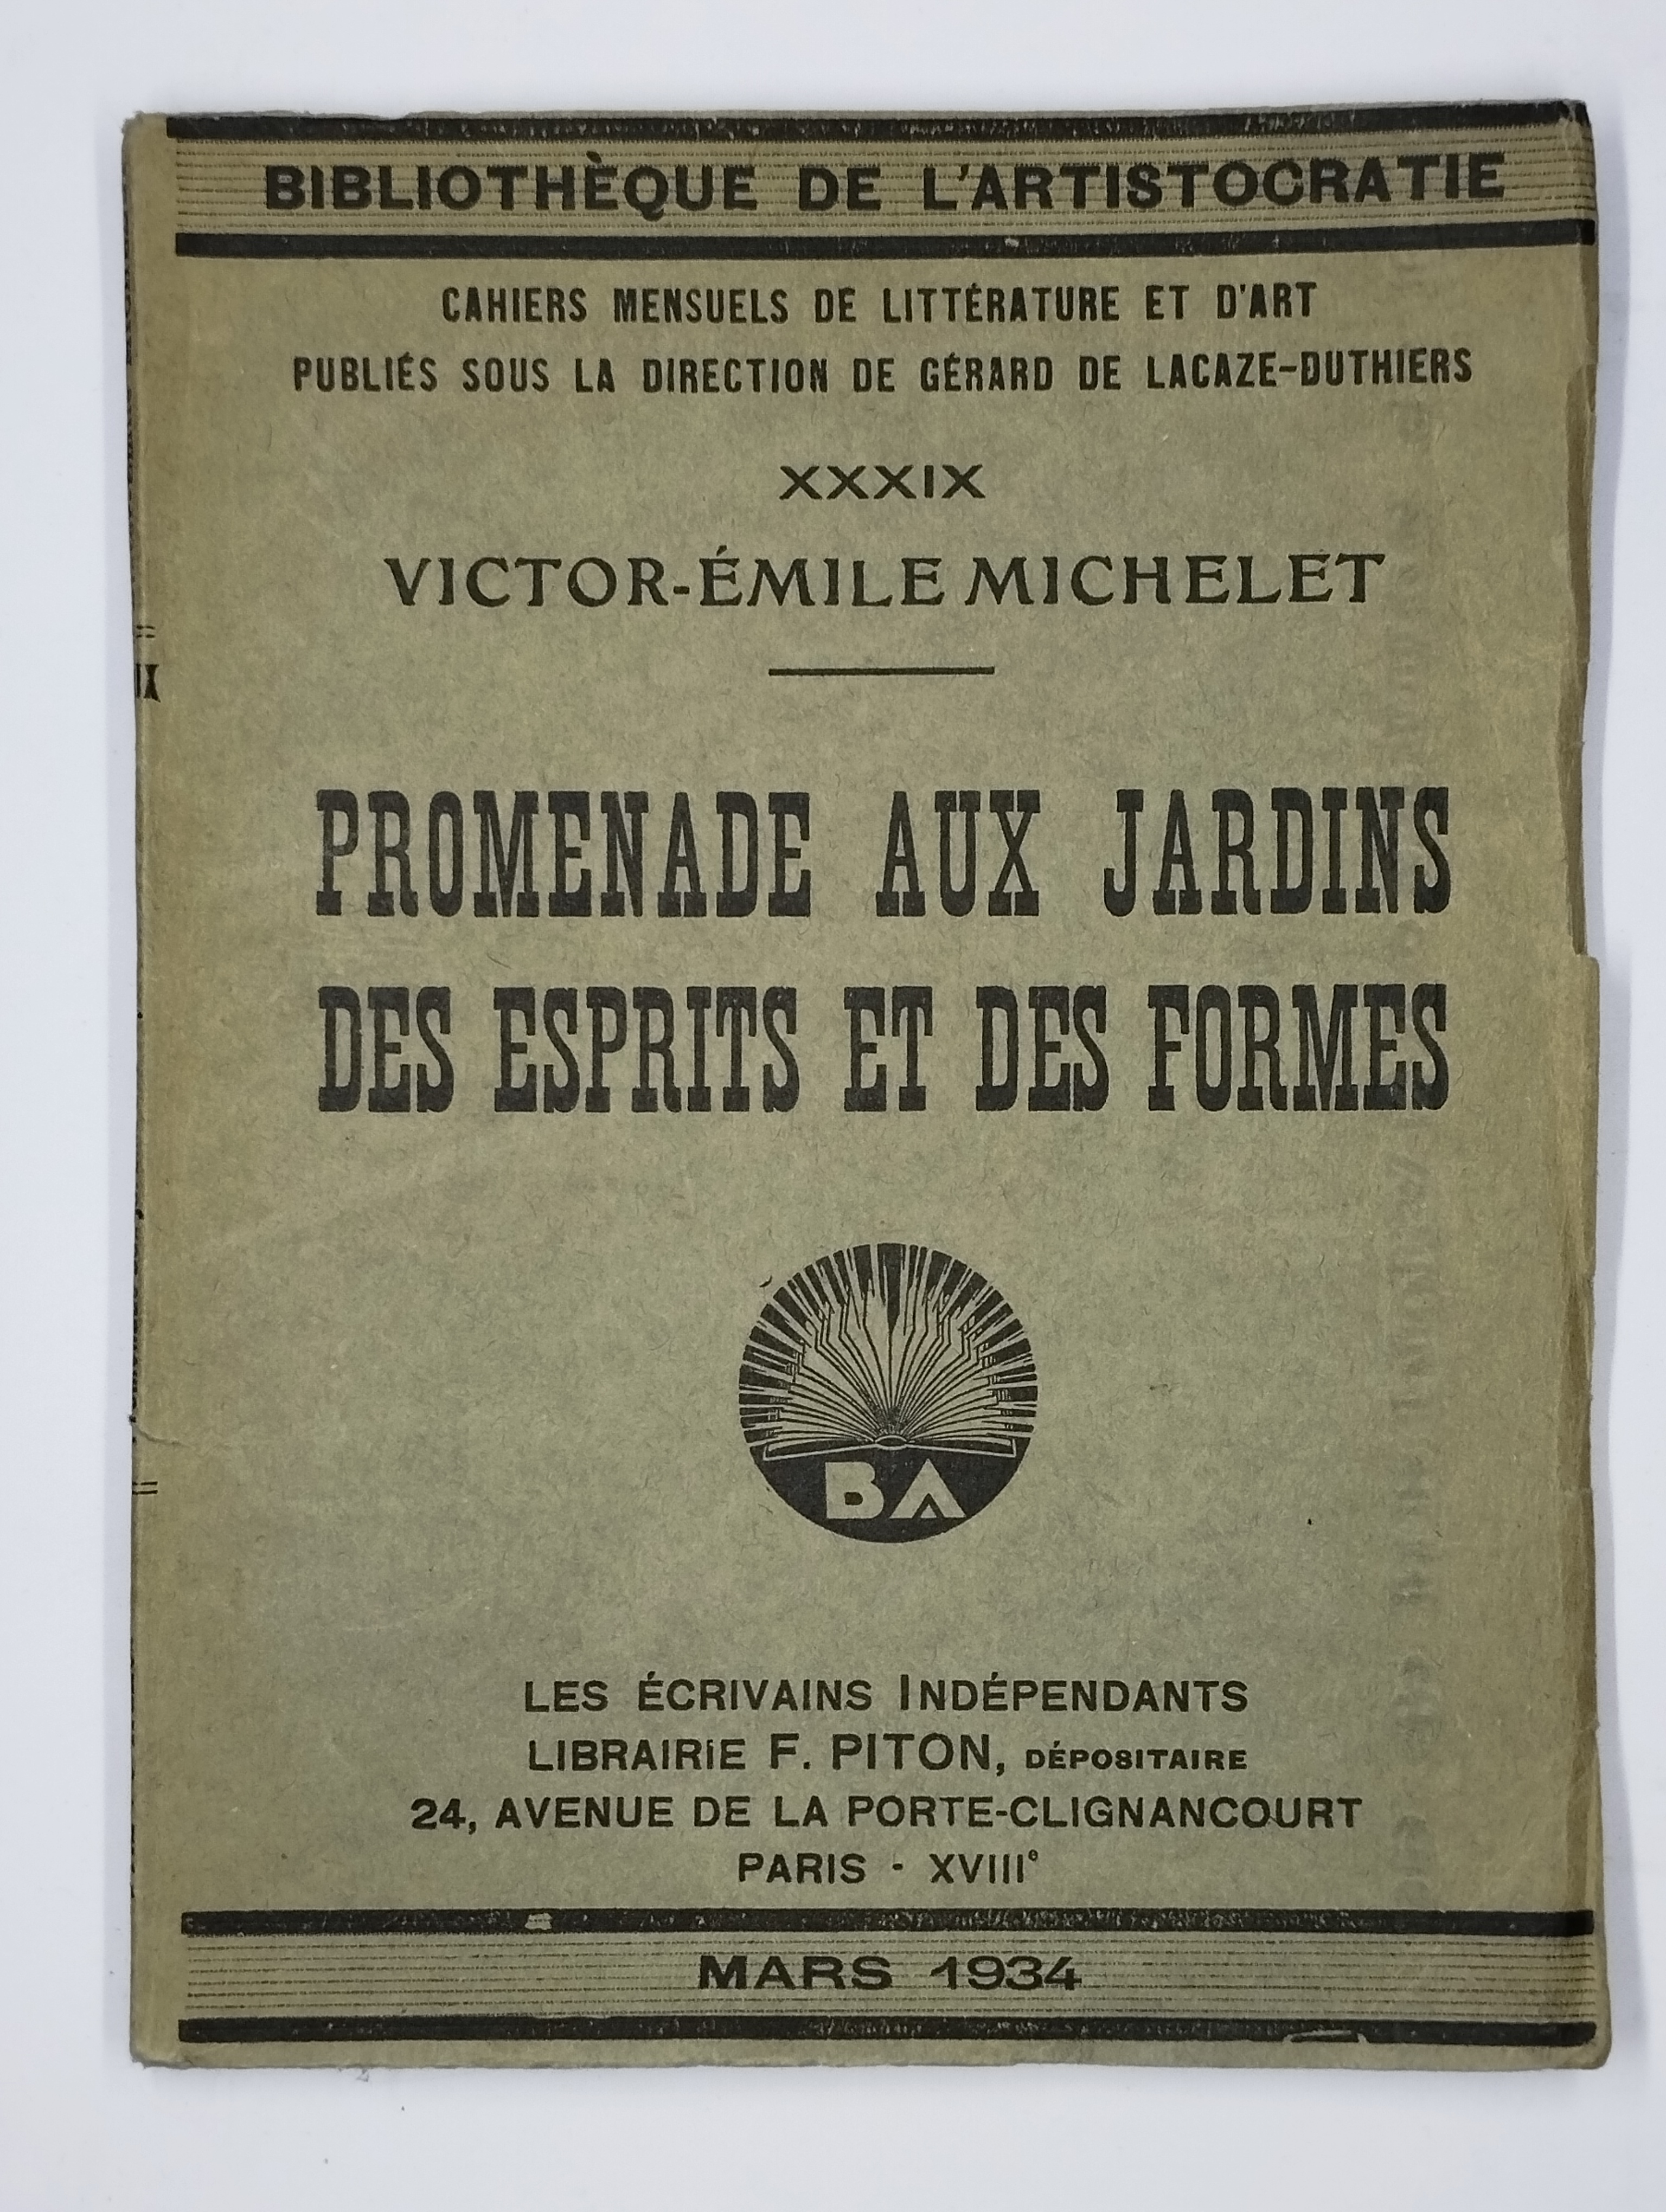 BIBLIOTHÈQUE DE L'ARTISTOCRATIE
CAHIERS MENSUELS DE LITTÉRATURE ET D'ART
PUBLIÉS SOUS LA DIRECTION DE GÉRARD DE LACAZE-DUTHIERS
XXXIX
VICTOR-ÉMILE MICHELET
PROMENADE AUX JARDINS
DES ESPRITS ET DES FORMES
BA
LES ÉCRIVAINS INDÉPENDANTS
LIBRAIRIE F. PITON, DÉPOSITAIRE
24, AVENUE DE LA PORTE-CLIGNANCOURT
PARIS - XVIIIe
MARS 1934